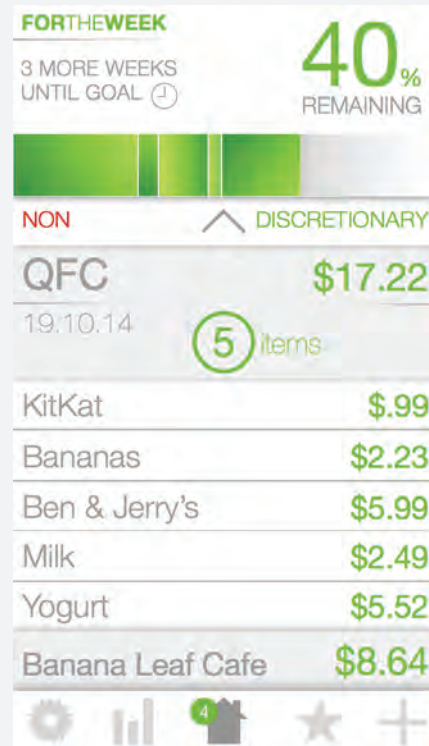 FORTHEWEEK
3 MORE WEEKS
UNTIL GOAL
40%
REMAINING
NON DISCRETIONARY
QFC $17.22
19.10.14
5 items
KitKat $.99
Bananas $2.23
Ben & Jerry's $5.99
Milk $2.49
Yogurt $5.52
Banana Leaf Cafe $8.64
4